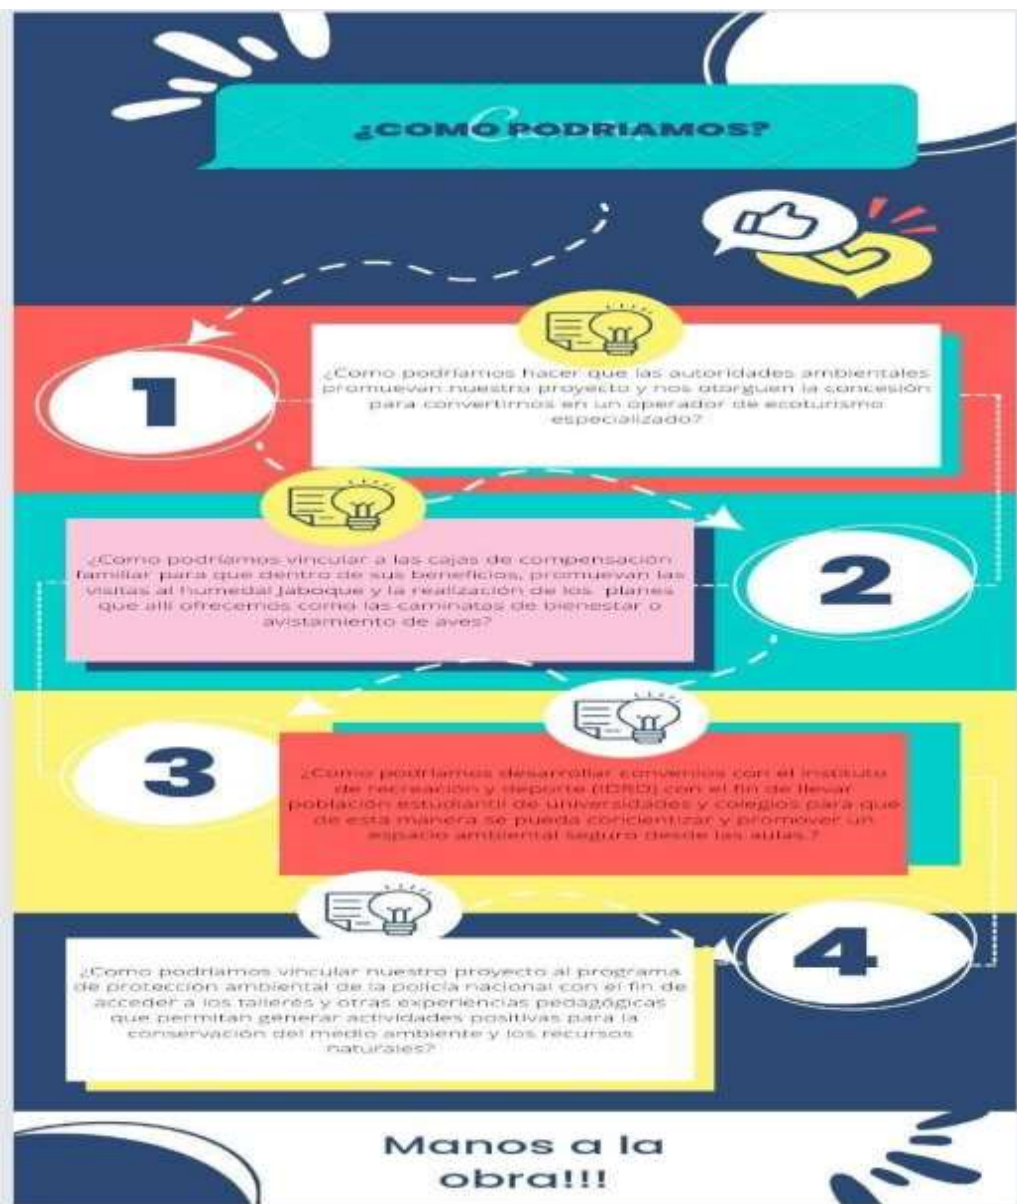 ¿COMO PODRIAMOS?
1
¿Como podríamos hacer que las autoridades ambientales
promuevan nuestro proyecto y nos otorguen la concesión
para convertirnos en un operador de ecoturismo
especializado?
¿Como podríamos vincular a las cajas de compensación
familiar para que dentro de sus beneficios, promuevan las
visitas al humedal Jaboque y la realización de los planes
que allí ofrecemos como las caminatas de bienestar o
avistamiento de aves?
2
3
¿Como podríamos desarrollar convenios con el instituto
de recreación y deporte (IDRD) con el fin de llevar
población estudiantil de universidades y colegios para que
de esta manera se pueda concientizar y promover un
espacio ambiental seguro desde las aulas.?
4
¿Como podríamos vincular nuestro proyecto al programa
de protección ambiental de la policía nacional con el fin de
acceder a los tallerés y otras experiencias pedagógicas
que permitan generar actividades positivas para la
conservación del medio ambiente y los recursos
naturales?
Manos a la
obra!!!